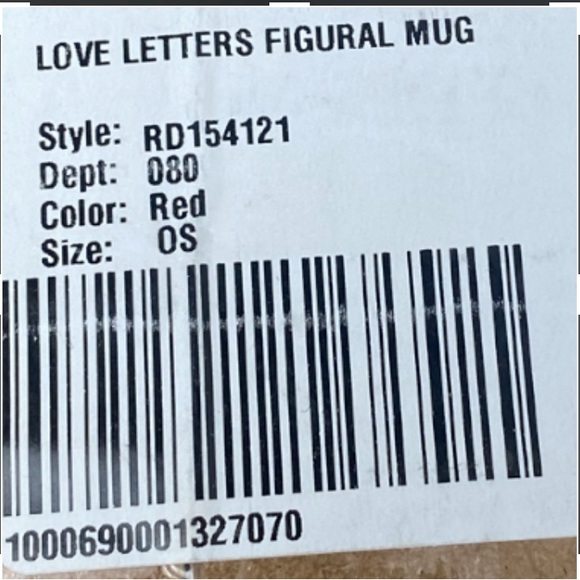 LOVE LETTERS FIGURAL MUG
Style: RD154121
Dept: 080
Color: Red
Size: OS
1000690001327070